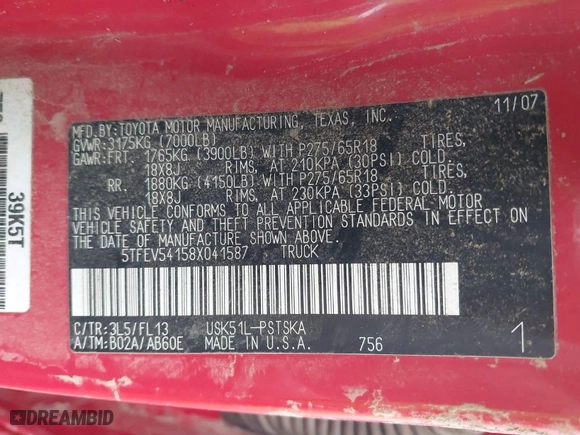 11/07
MFD.BY:TOYOTA MOTOR MANUFACTURING, TEXAS, INC.
GVWR:3175KG (7000LB)
GAWR:FRT. 1765KG (3900LB) WITH P275/65R18 TIRES,
18X8J RIMS, AT 210KPA (30PSI) COLD.
RR. 1880KG (4150LB) WITH P275/65R18 TIRES,
18X8J RIMS, AT 230KPA (33PSI) COLD.
THIS VEHICLE CONFORMS TO ALL APPLICABLE FEDERAL MOTOR
VEHICLE SAFETY AND THEFT PREVENTION STANDARDS IN EFFECT ON
THE DATE OF MANUFACTURE SHOWN ABOVE.
5TFEV54158X041587 TRUCK
C/TR:3L5/FL13 USK51L-PSTSKA
A/TM:B02A/AB60E MADE IN U.S.A. 756 1
39K5T
DREAMBID